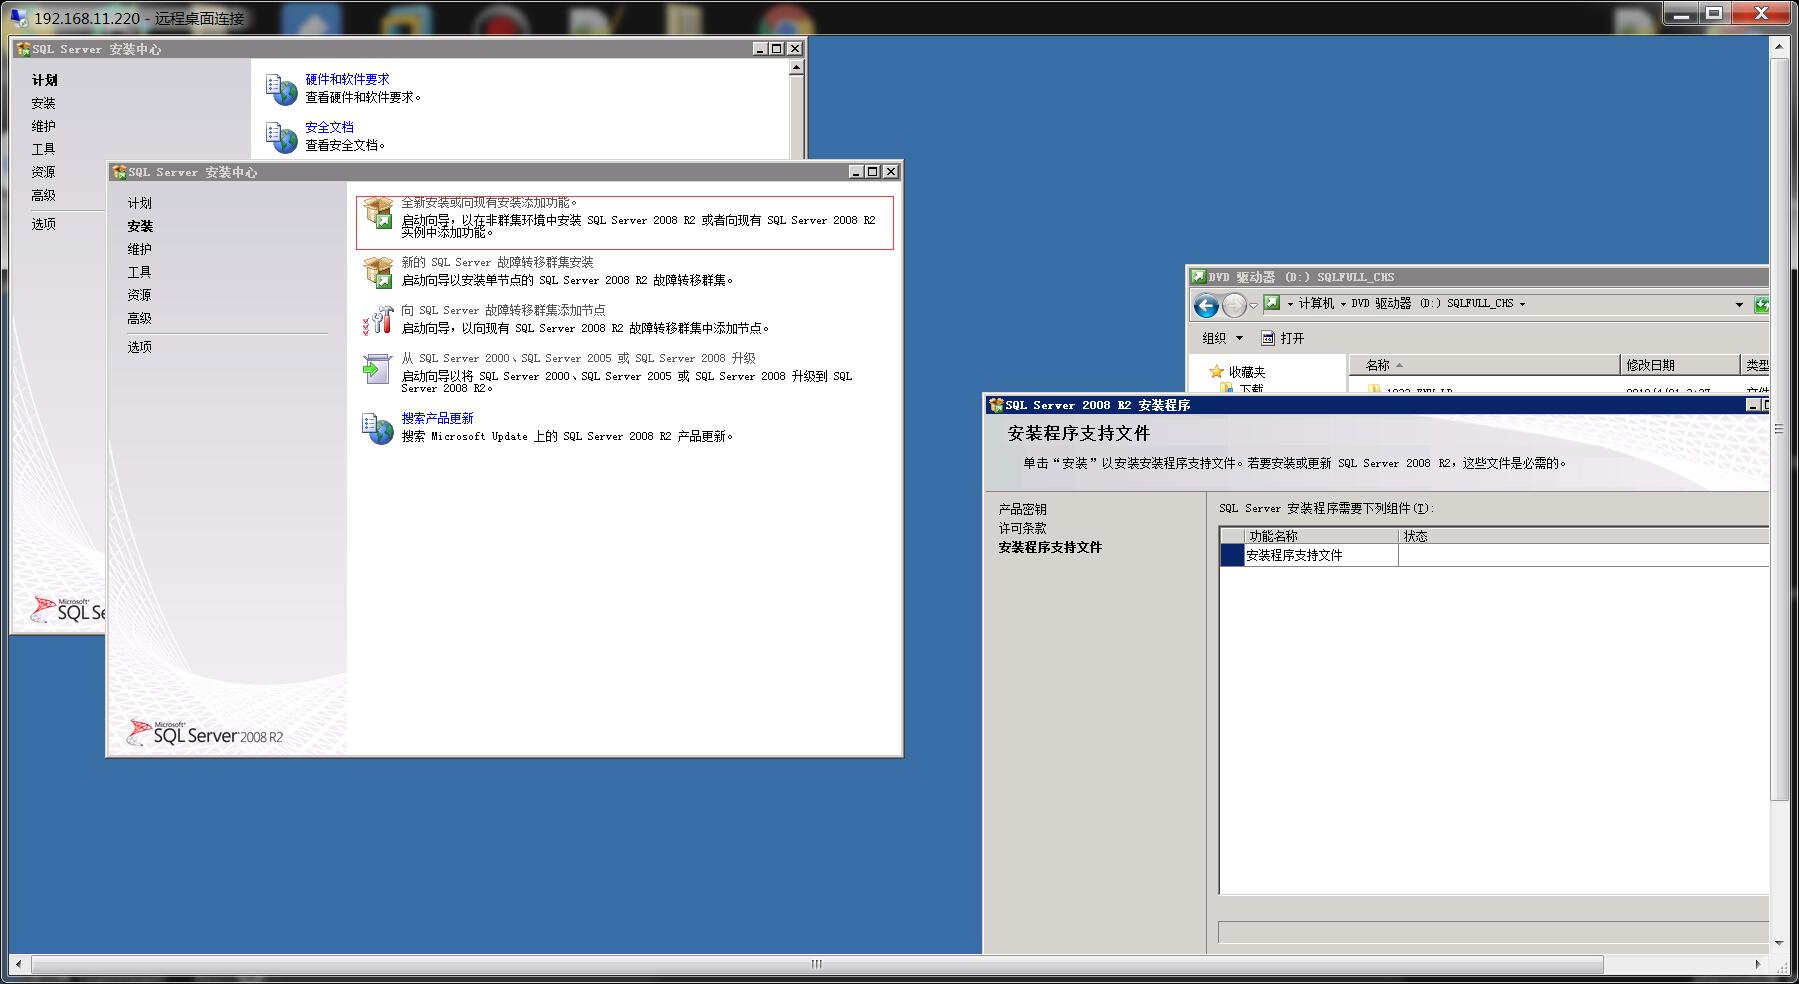 192.168.11.220 - 远程桌面连接
SQL Server 安装中心
计划
安装
维护
工具
资源
高级
选项
硬件和软件要求
查看硬件和软件要求。
安全文档
查看安全文档。
Microsoft
SQL Se
SQL Server 安装中心
计划
安装
维护
工具
资源
高级
选项
全新安装或向现有安装添加功能。
启动向导，以在非群集环境中安装 SQL Server 2008 R2 或者向现有 SQL Server 2008 R2
实例中添加功能。
新的 SQL Server 故障转移群集安装
启动向导以安装单节点的 SQL Server 2008 R2 故障转移群集。
向 SQL Server 故障转移群集添加节点
启动向导，以向现有 SQL Server 2008 R2 故障转移群集中添加节点。
从 SQL Server 2000、SQL Server 2005 或 SQL Server 2008 升级
启动向导以将 SQL Server 2000、SQL Server 2005 或 SQL Server 2008 升级到 SQL
Server 2008 R2。
搜索产品更新
搜索 Microsoft Update 上的 SQL Server 2008 R2 产品更新。
Microsoft
SQL Server 2008 R2
DVD 驱动器 (D:) SQLFULL_CHS
计算机 DVD 驱动器 (D:) SQLFULL_CHS
组织 打开
收藏夹
下载
名称 修改日期 类型
SQL Server 2008 R2 安装程序
安装程序支持文件
单击“安装”以安装安装程序支持文件。若要安装或更新 SQL Server 2008 R2，这些文件是必需的。
产品密钥
许可条款
安装程序支持文件
SQL Server 安装程序需要下列组件(I):
功能名称 状态
安装程序支持文件